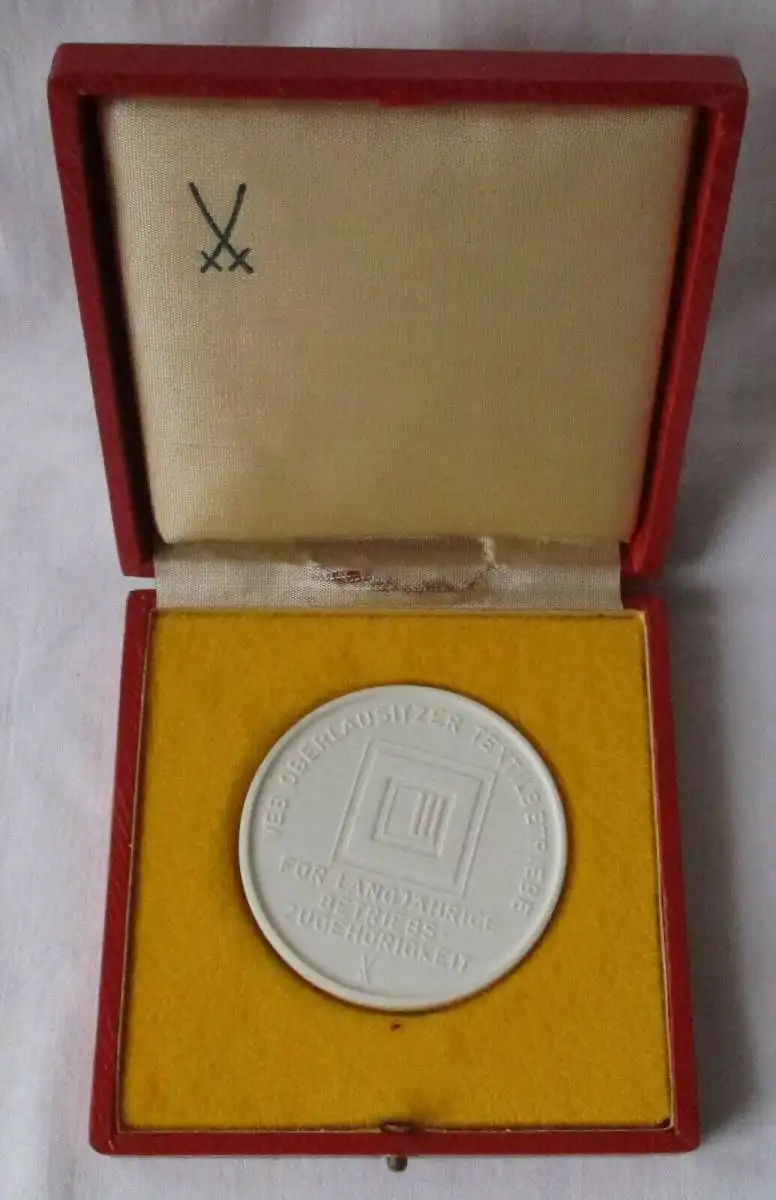 VEB OBERLAUSITZER TEXTILBETRIEBE
FÜR LANGJÄHRIGE
BETRIEBS-
ZUGEHÖRIGKEIT